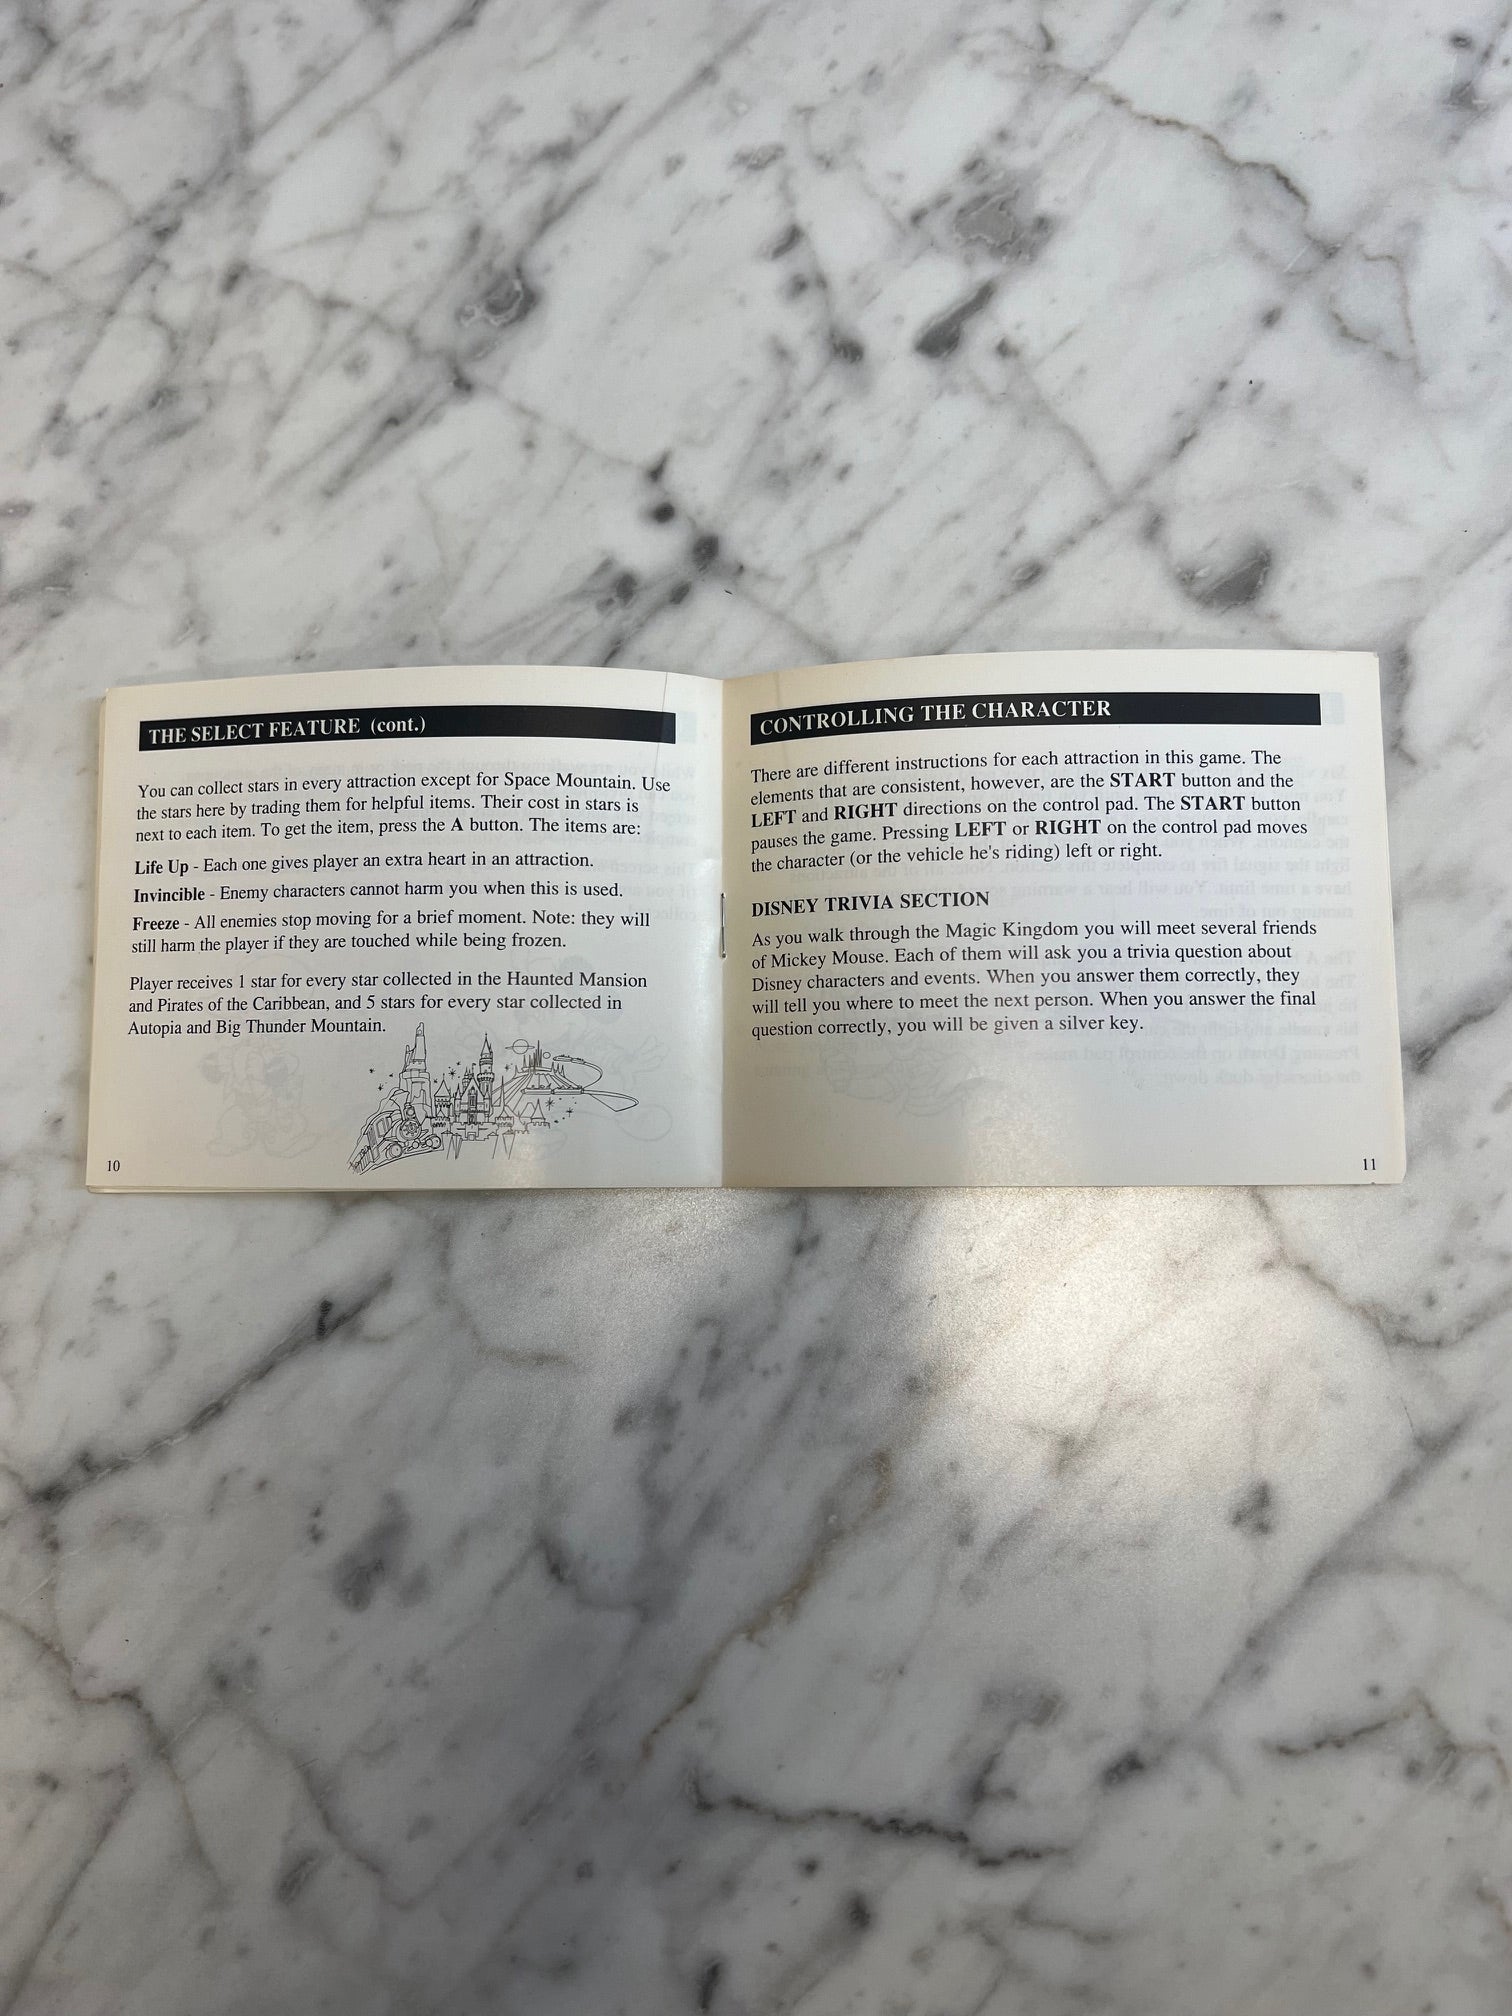 THE SELECT FEATURE (cont.)
You can collect stars in every attraction except for Space Mountain. Use
the stars here by trading them for helpful items. Their cost in stars is
next to each item. To get the item, press the A button. The items are:
Life Up - Each one gives player an extra heart in an attraction.
Invincible - Enemy characters cannot harm you when this is used.
Freeze - All enemies stop moving for a brief moment. Note: they will
still harm the player if they are touched while being frozen.
Player receives 1 star for every star collected in the Haunted Mansion
and Pirates of the Caribbean, and 5 stars for every star collected in
Autopia and Big Thunder Mountain.
10
CONTROLLING THE CHARACTER
There are different instructions for each attraction in this game. The
elements that are consistent, however, are the START button and the
LEFT and RIGHT directions on the control pad. The START button
pauses the game. Pressing LEFT or RIGHT on the control pad moves
the character (or the vehicle he's riding) left or right.
DISNEY TRIVIA SECTION
As you walk through the Magic Kingdom you will meet several friends
of Mickey Mouse. Each of them will ask you a trivia question about
Disney characters and events. When you answer them correctly, they
will tell you where to meet the next person. When you answer the final
question correctly, you will be given a silver key.
11